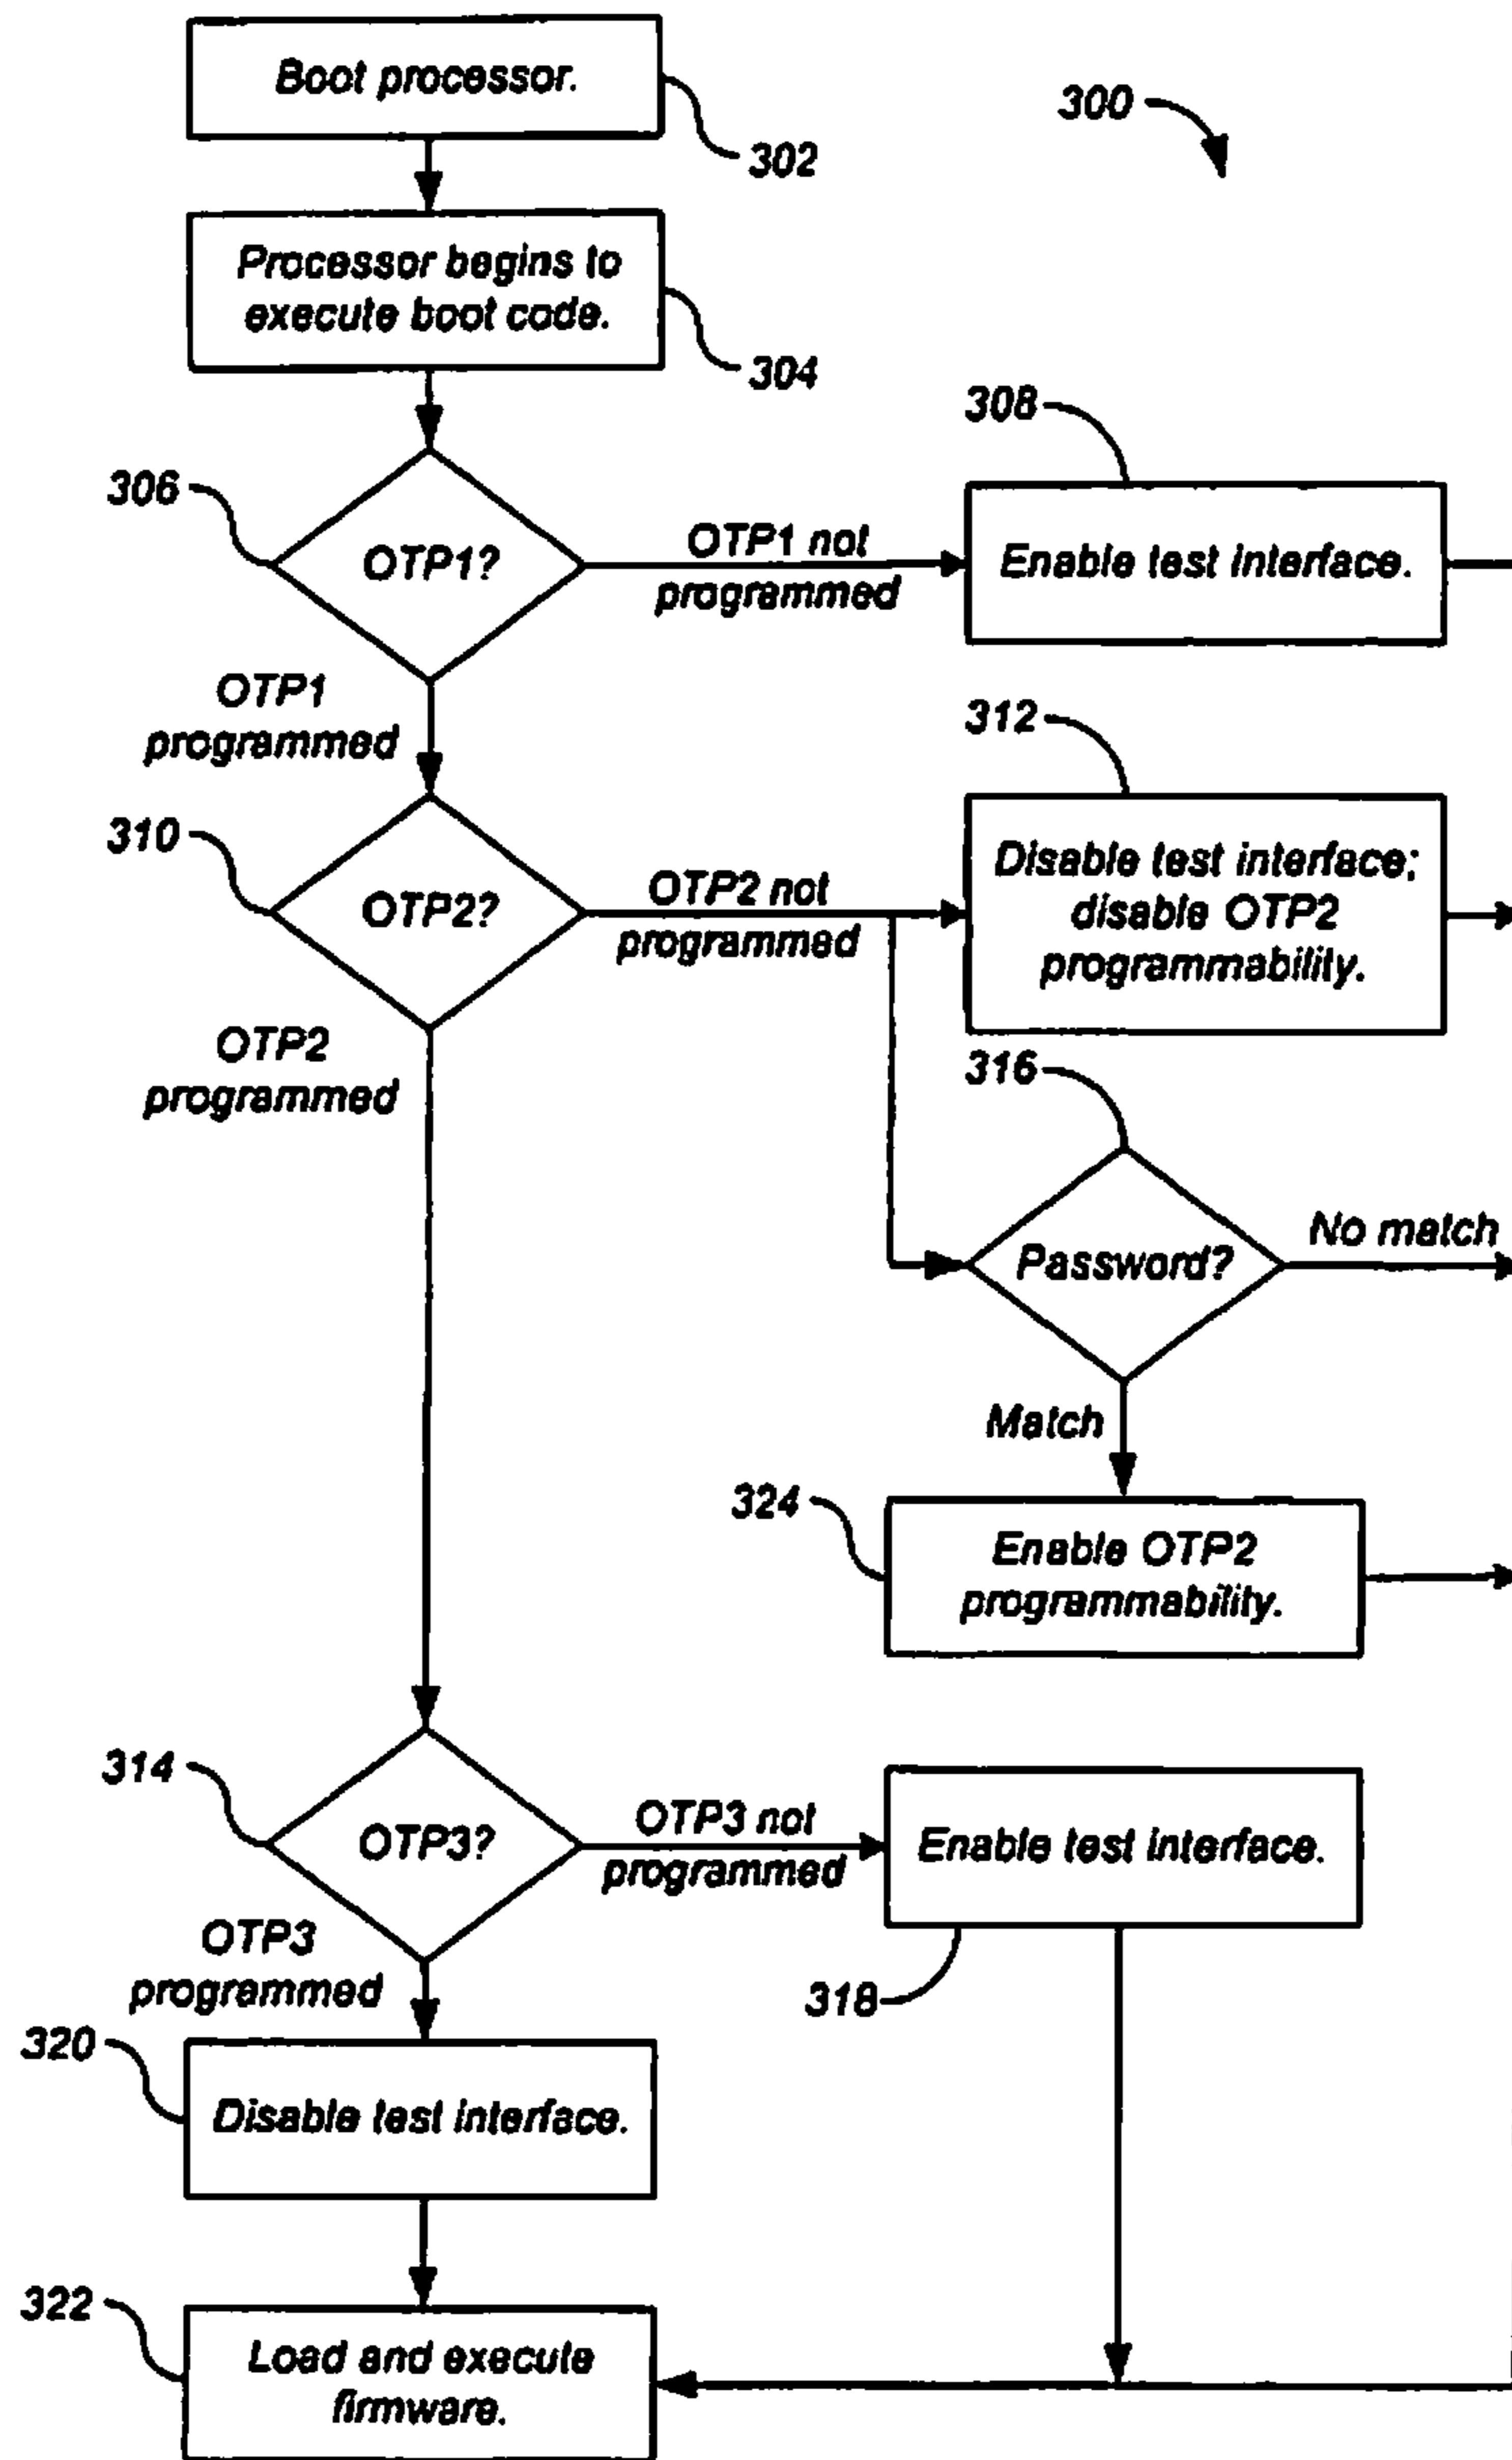 Boot processor.
302
300
Processor begins to
execute boot code.
304
306
OTP1?
OTP1 not
programmed
308
Enable test interface.
OTP1
programmed
310
OTP2?
OTP2 not
programmed
312
Disable test interface;
disable OTP2
programmability.
OTP2
programmed
316
Password?
No match
Match
324
Enable OTP2
programmability.
314
OTP3?
OTP3 not
programmed
Enable test interface.
318
OTP3
programmed
320
Disable test interface.
322
Load and execute
firmware.